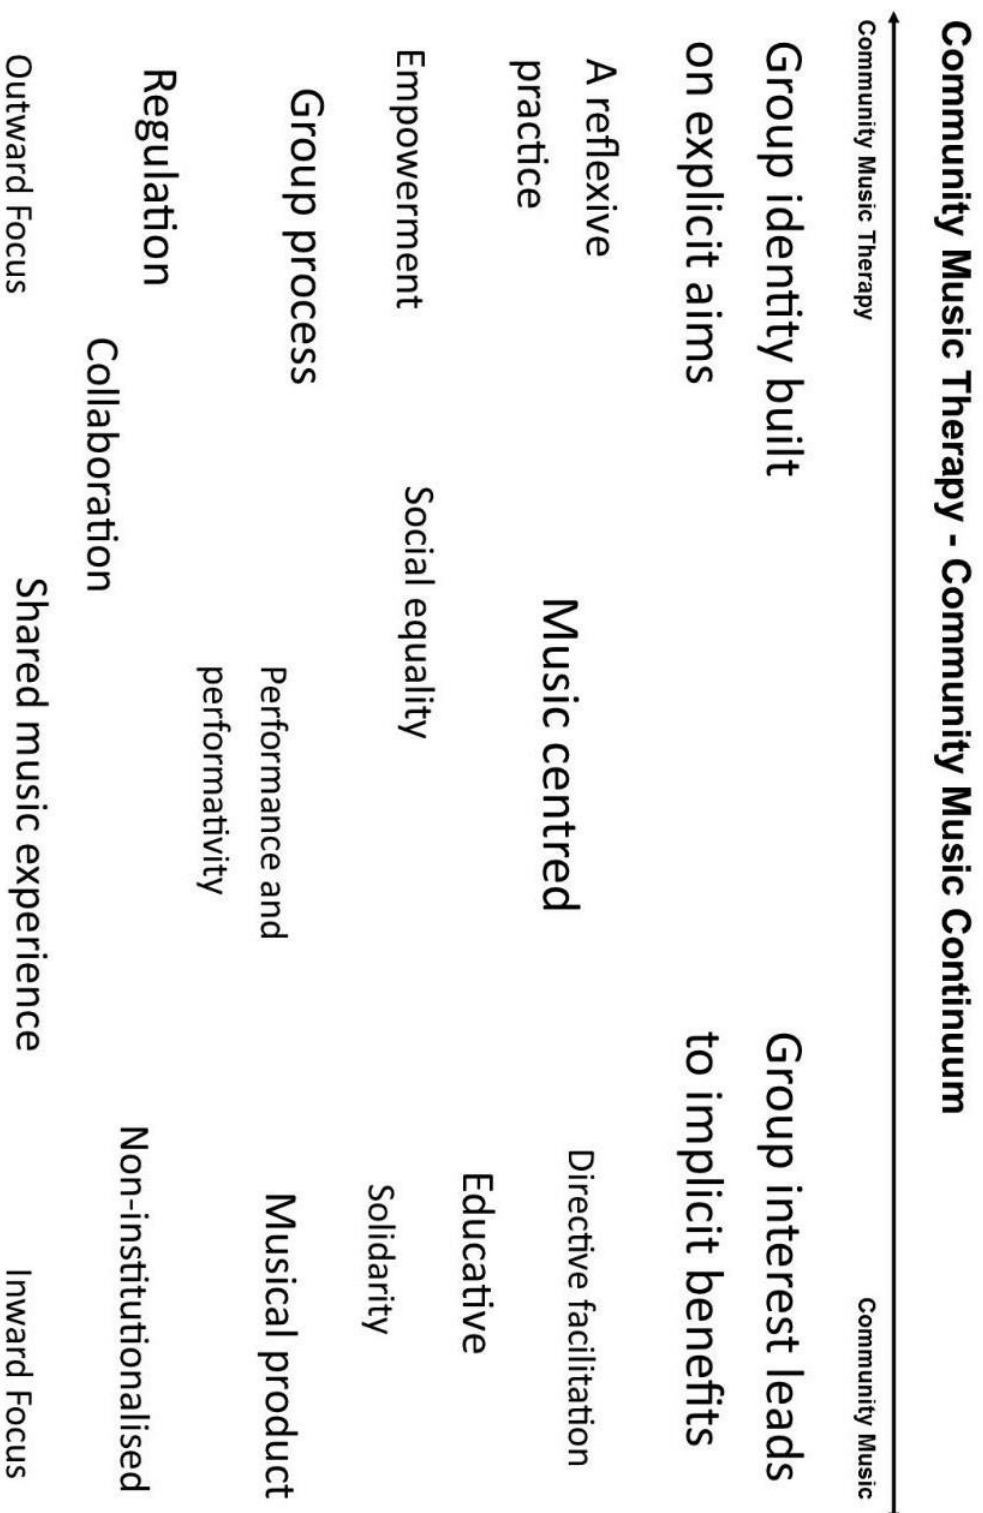 Community Music Therapy - Community Music Continuum
Community Music Therapy
Community Music
Group identity built
on explicit aims
Group interest leads
to implicit benefits
A reflexive
practice
Music centred
Directive facilitation
Educative
Empowerment
Social equality
Solidarity
Group process
Performance and
performativity
Musical product
Regulation
Collaboration
Non-institutionalised
Outward Focus
Shared music experience
Inward Focus